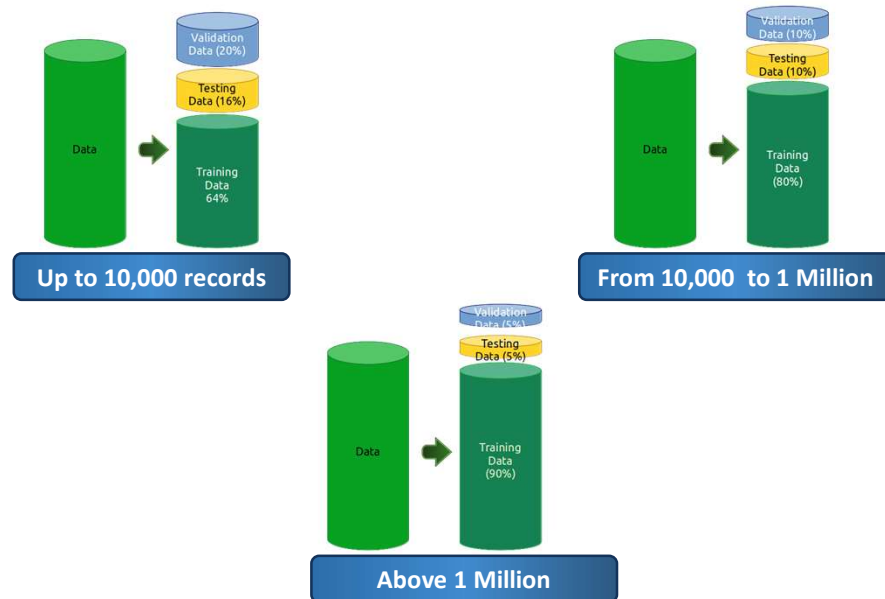 Validation
Data (20%)
Testing
Data (16%)
Data
Training
Data
64%
Up to 10,000 records
Validation
Data (10%)
Testing
Data (10%)
Data
Training
Data
(80%)
From 10,000 to 1 Million
Validation
Data (5%)
Testing
Data (5%)
Data
Training
Data
(90%)
Above 1 Million